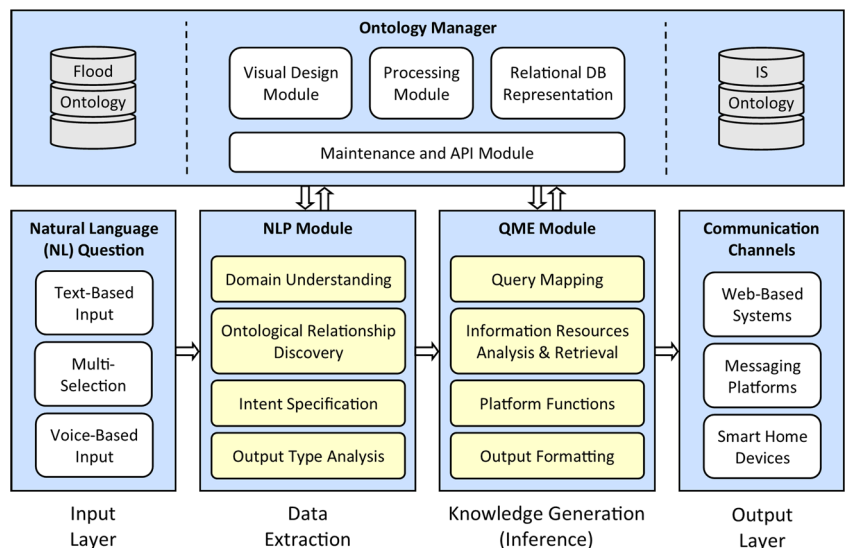 Ontology Manager
Flood
Ontology
Visual Design
Module
Processing
Module
Relational DB
Representation
Maintenance and API Module
IS
Ontology
Natural Language
(NL) Question
Text-Based
Input
Multi-
Selection
Voice-Based
Input
NLP Module
Domain Understanding
Ontological Relationship
Discovery
Intent Specification
Output Type Analysis
QME Module
Query Mapping
Information Resources
Analysis & Retrieval
Platform Functions
Output Formatting
Communication
Channels
Web-Based
Systems
Messaging
Platforms
Smart Home
Devices
Input
Layer
Data
Extraction
Knowledge Generation
(Inference)
Output
Layer